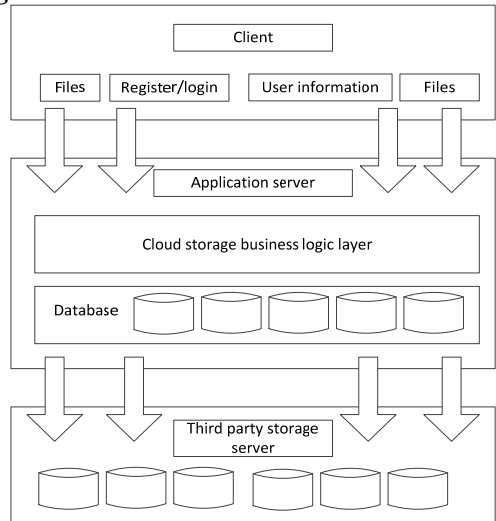 Client
Files
Register/login
User information
Files
Application server
Cloud storage business logic layer
Database
Third party storage
server